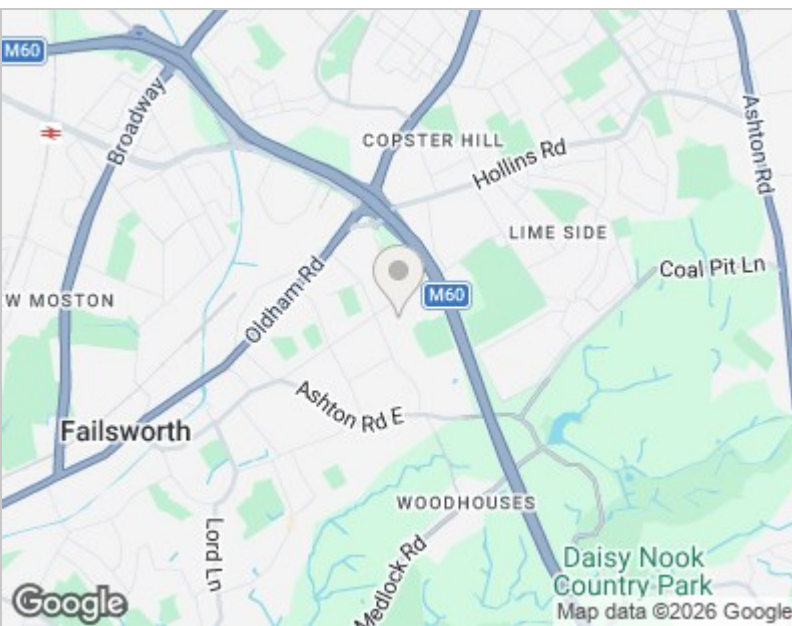 M60
Broadway
COPSTER HILL
Hollins Rd
Ashton Rd
LIME SIDE
Coal Pit Ln
M60
W MOSTON
Oldham Rd
Ashton Rd E
Failsworth
WOODHOUSES
Lord Ln
Medlock Rd
Daisy Nook
Country Park
Google
Map data ©2026 Google